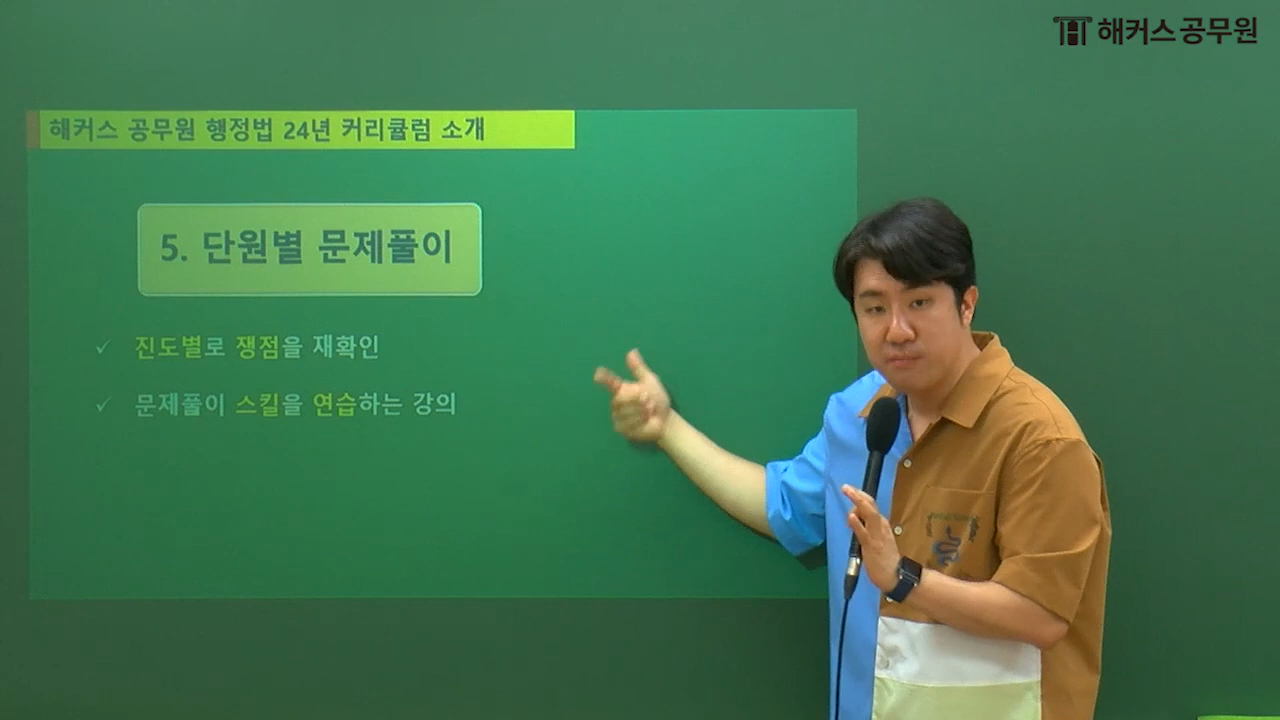 해커스 공무원
해커스 공무원 행정법 24년 커리큘럼 소개
5. 단원별 문제풀이
✓ 진도별로 쟁점을 재확인
✓ 문제풀이 스킬을 연습하는 강의